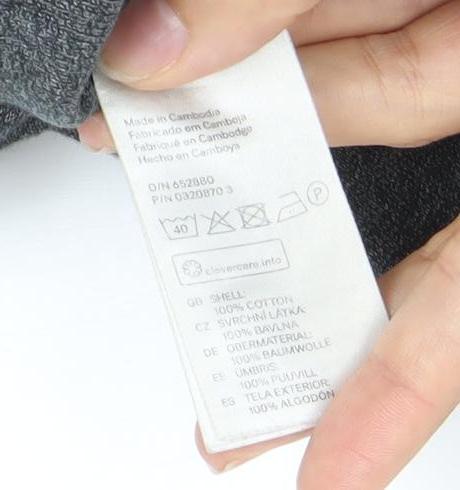 Made in Cambodia
Fabricado em Camboja
Fabriqué en Cambodge
Hecho en Camboya
O/N 652880
P/N 0320870 3
40
P
clevercare.info
GB SHELL:
100% COTTON
CZ SVRCHNÍ LÁTKA:
100% BAVLNA
DE OBERMATERIAL:
100% BAUMWOLLE
EE ÜMBRIS:
100% PUUVILL
ES TELA EXTERIOR:
100% ALGODÓN